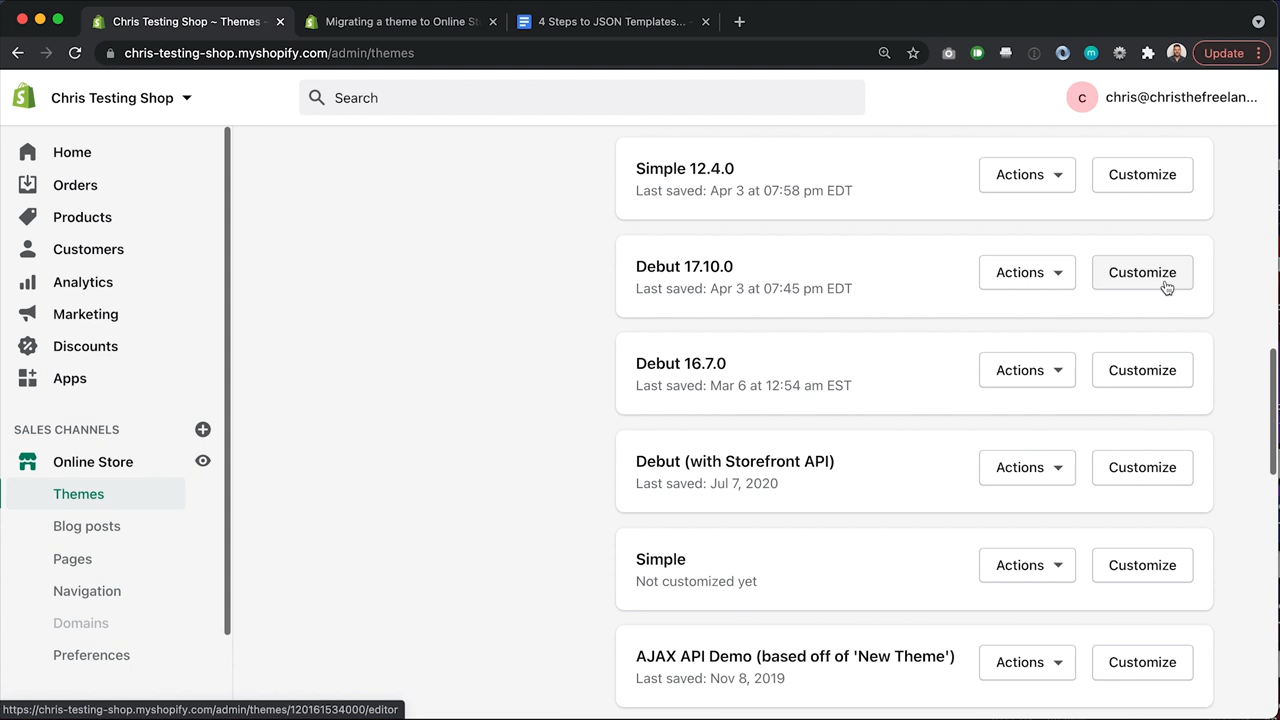 Chris Testing Shop ~ Themes ~
Migrating a theme to Online St
4 Steps to JSON Templates...
chris-testing-shop.myshopify.com/admin/themes
Update
Chris Testing Shop
Search
c
chris@christhefreelan...
Home
Orders
Products
Customers
Analytics
Marketing
Discounts
Apps
SALES CHANNELS
Online Store
Themes
Blog posts
Pages
Navigation
Domains
Preferences
Simple 12.4.0
Last saved: Apr 3 at 07:58 pm EDT
Actions
Customize
Debut 17.10.0
Last saved: Apr 3 at 07:45 pm EDT
Actions
Customize
Debut 16.7.0
Last saved: Mar 6 at 12:54 am EST
Actions
Customize
Debut (with Storefront API)
Last saved: Jul 7, 2020
Actions
Customize
Simple
Not customized yet
Actions
Customize
AJAX API Demo (based off of 'New Theme')
Last saved: Nov 8, 2019
Actions
Customize
https://chris-testing-shop.myshopify.com/admin/themes/120161534000/editor